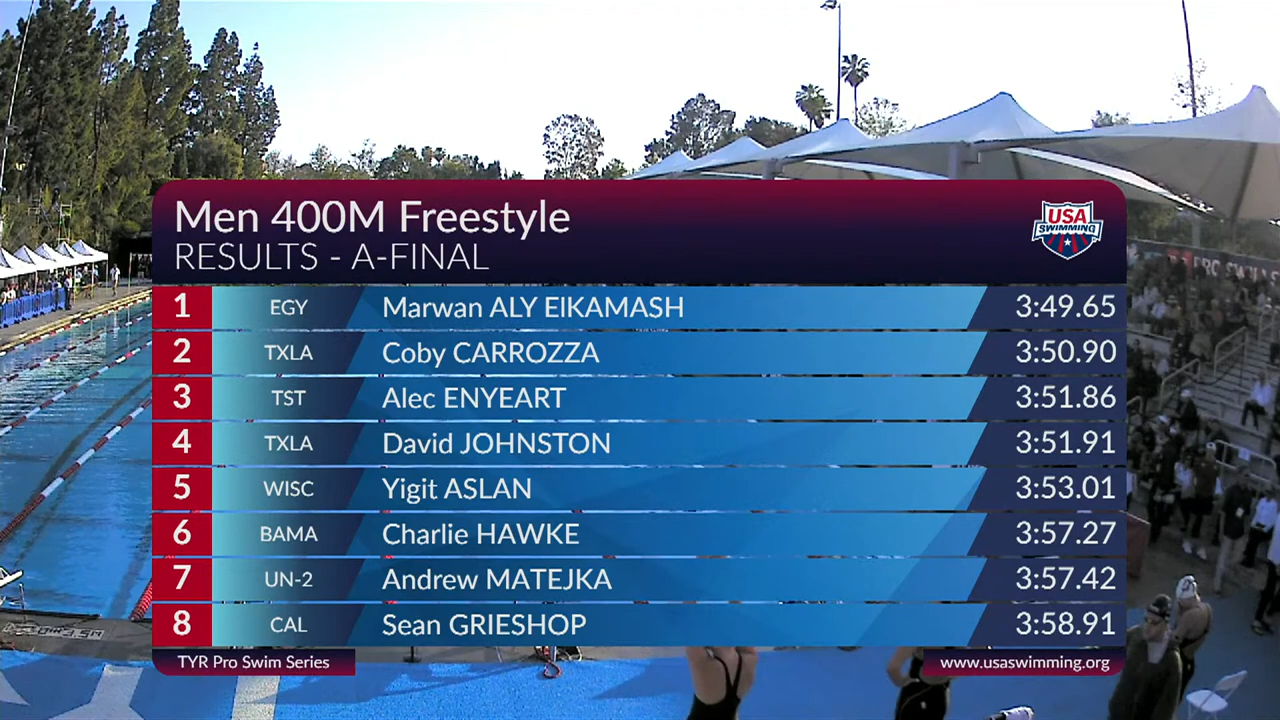 Men 400M Freestyle
RESULTS - A-FINAL
USA
SWIMMING
1 EGY Marwan ALY EIKAMASH 3:49.65
2 TXLA Coby CARROZZA 3:50.90
3 TST Alec ENYEART 3:51.86
4 TXLA David JOHNSTON 3:51.91
5 WISC Yigit ASLAN 3:53.01
6 BAMA Charlie HAWKE 3:57.27
7 UN-2 Andrew MATEJKA 3:57.42
8 CAL Sean GRIESHOP 3:58.91
TYR Pro Swim Series
www.usaswimming.org